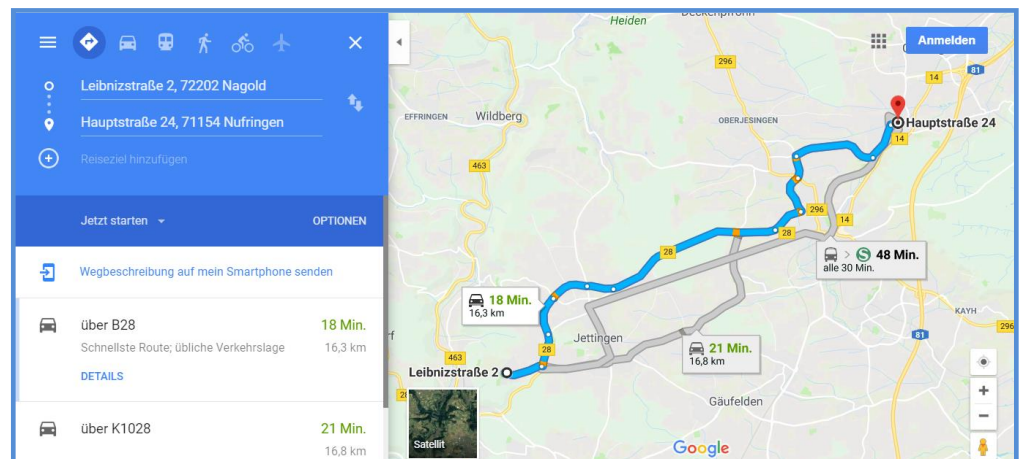 Leibnizstraße 2, 72202 Nagold
Hauptstraße 24, 71154 Nufringen
Reiseziel hinzufügen
Jetzt starten
OPTIONEN
Wegbeschreibung auf mein Smartphone senden
über B28
18 Min.
Schnellste Route; übliche Verkehrslage
16,3 km
DETAILS
über K1028
21 Min.
16,8 km
Heiden
Anmelden
296
81
14
EFFRINGEN
Wildberg
OBERJESINGEN
Hauptstraße 24
14
463
296
14
28
28
28
> S 48 Min.
alle 30 Min.
18 Min.
16,3 km
Jettingen
21 Min.
16,8 km
KAYH
81
296
28
463
Leibnizstraße 2
Gäufelden
Satellit
Google